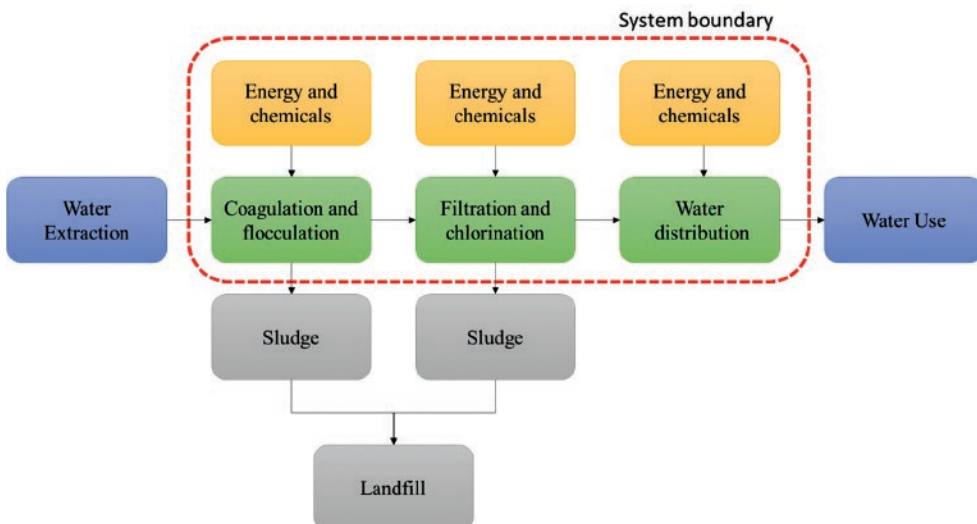 System boundary
Energy and
chemicals
Energy and
chemicals
Energy and
chemicals
Water
Extraction
Coagulation and
flocculation
Filtration and
chlorination
Water
distribution
Water Use
Sludge
Sludge
Landfill